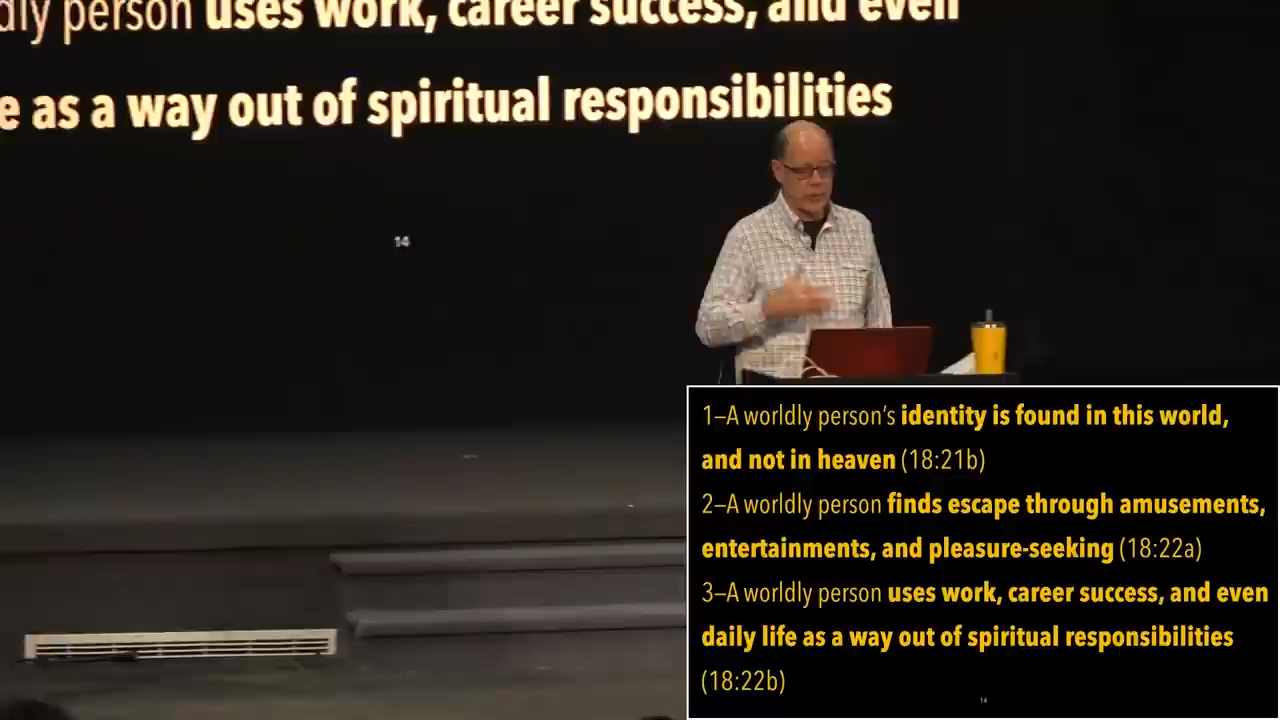 dly person uses work, career success, and even
e as a way out of spiritual responsibilities
14
1–A worldly person's identity is found in this world,
and not in heaven (18:21b)
2–A worldly person finds escape through amusements,
entertainments, and pleasure-seeking (18:22a)
3–A worldly person uses work, career success, and even
daily life as a way out of spiritual responsibilities
(18:22b)
14